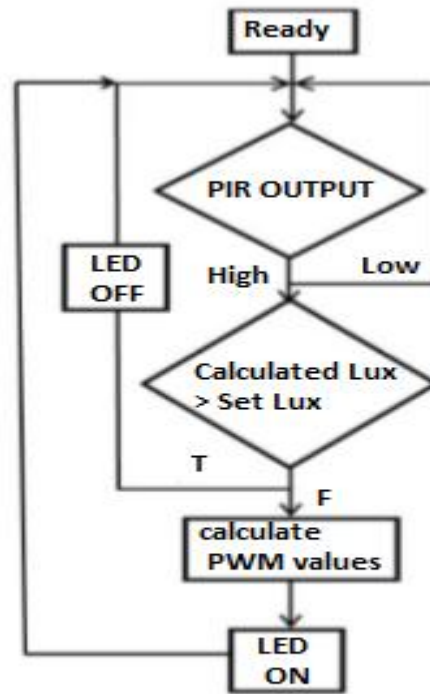 Ready
PIR OUTPUT
LED
OFF
High
Low
Calculated Lux
> Set Lux
T
F
calculate
PWM values
LED
ON